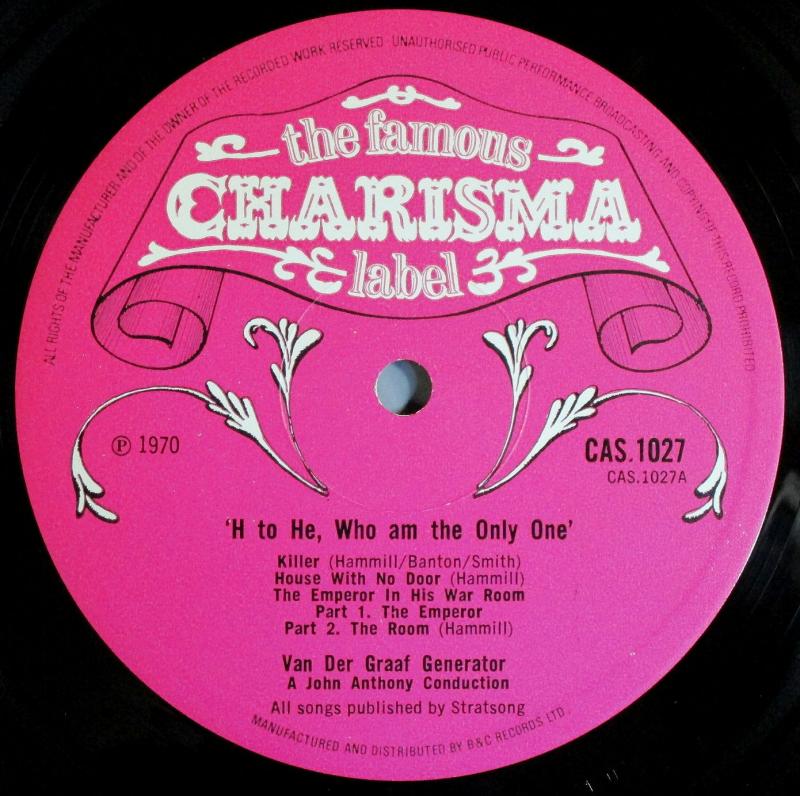 ALL RIGHTS OF THE MANUFACTURER AND OF THE OWNER OF THE RECORDED WORK RESERVED · UNAUTHORISED PUBLIC PERFORMANCE BROADCASTING AND COPYING OF THIS RECORD PROHIBITED
the famous
CHARISMA
label
℗ 1970
CAS.1027
CAS.1027A
'H to He, Who am the Only One'
Killer (Hammill/Banton/Smith)
House With No Door (Hammill)
The Emperor In His War Room
Part 1. The Emperor
Part 2. The Room (Hammill)
Van Der Graaf Generator
A John Anthony Conduction
All songs published by Stratsong
MANUFACTURED AND DISTRIBUTED BY B&C RECORDS LTD.